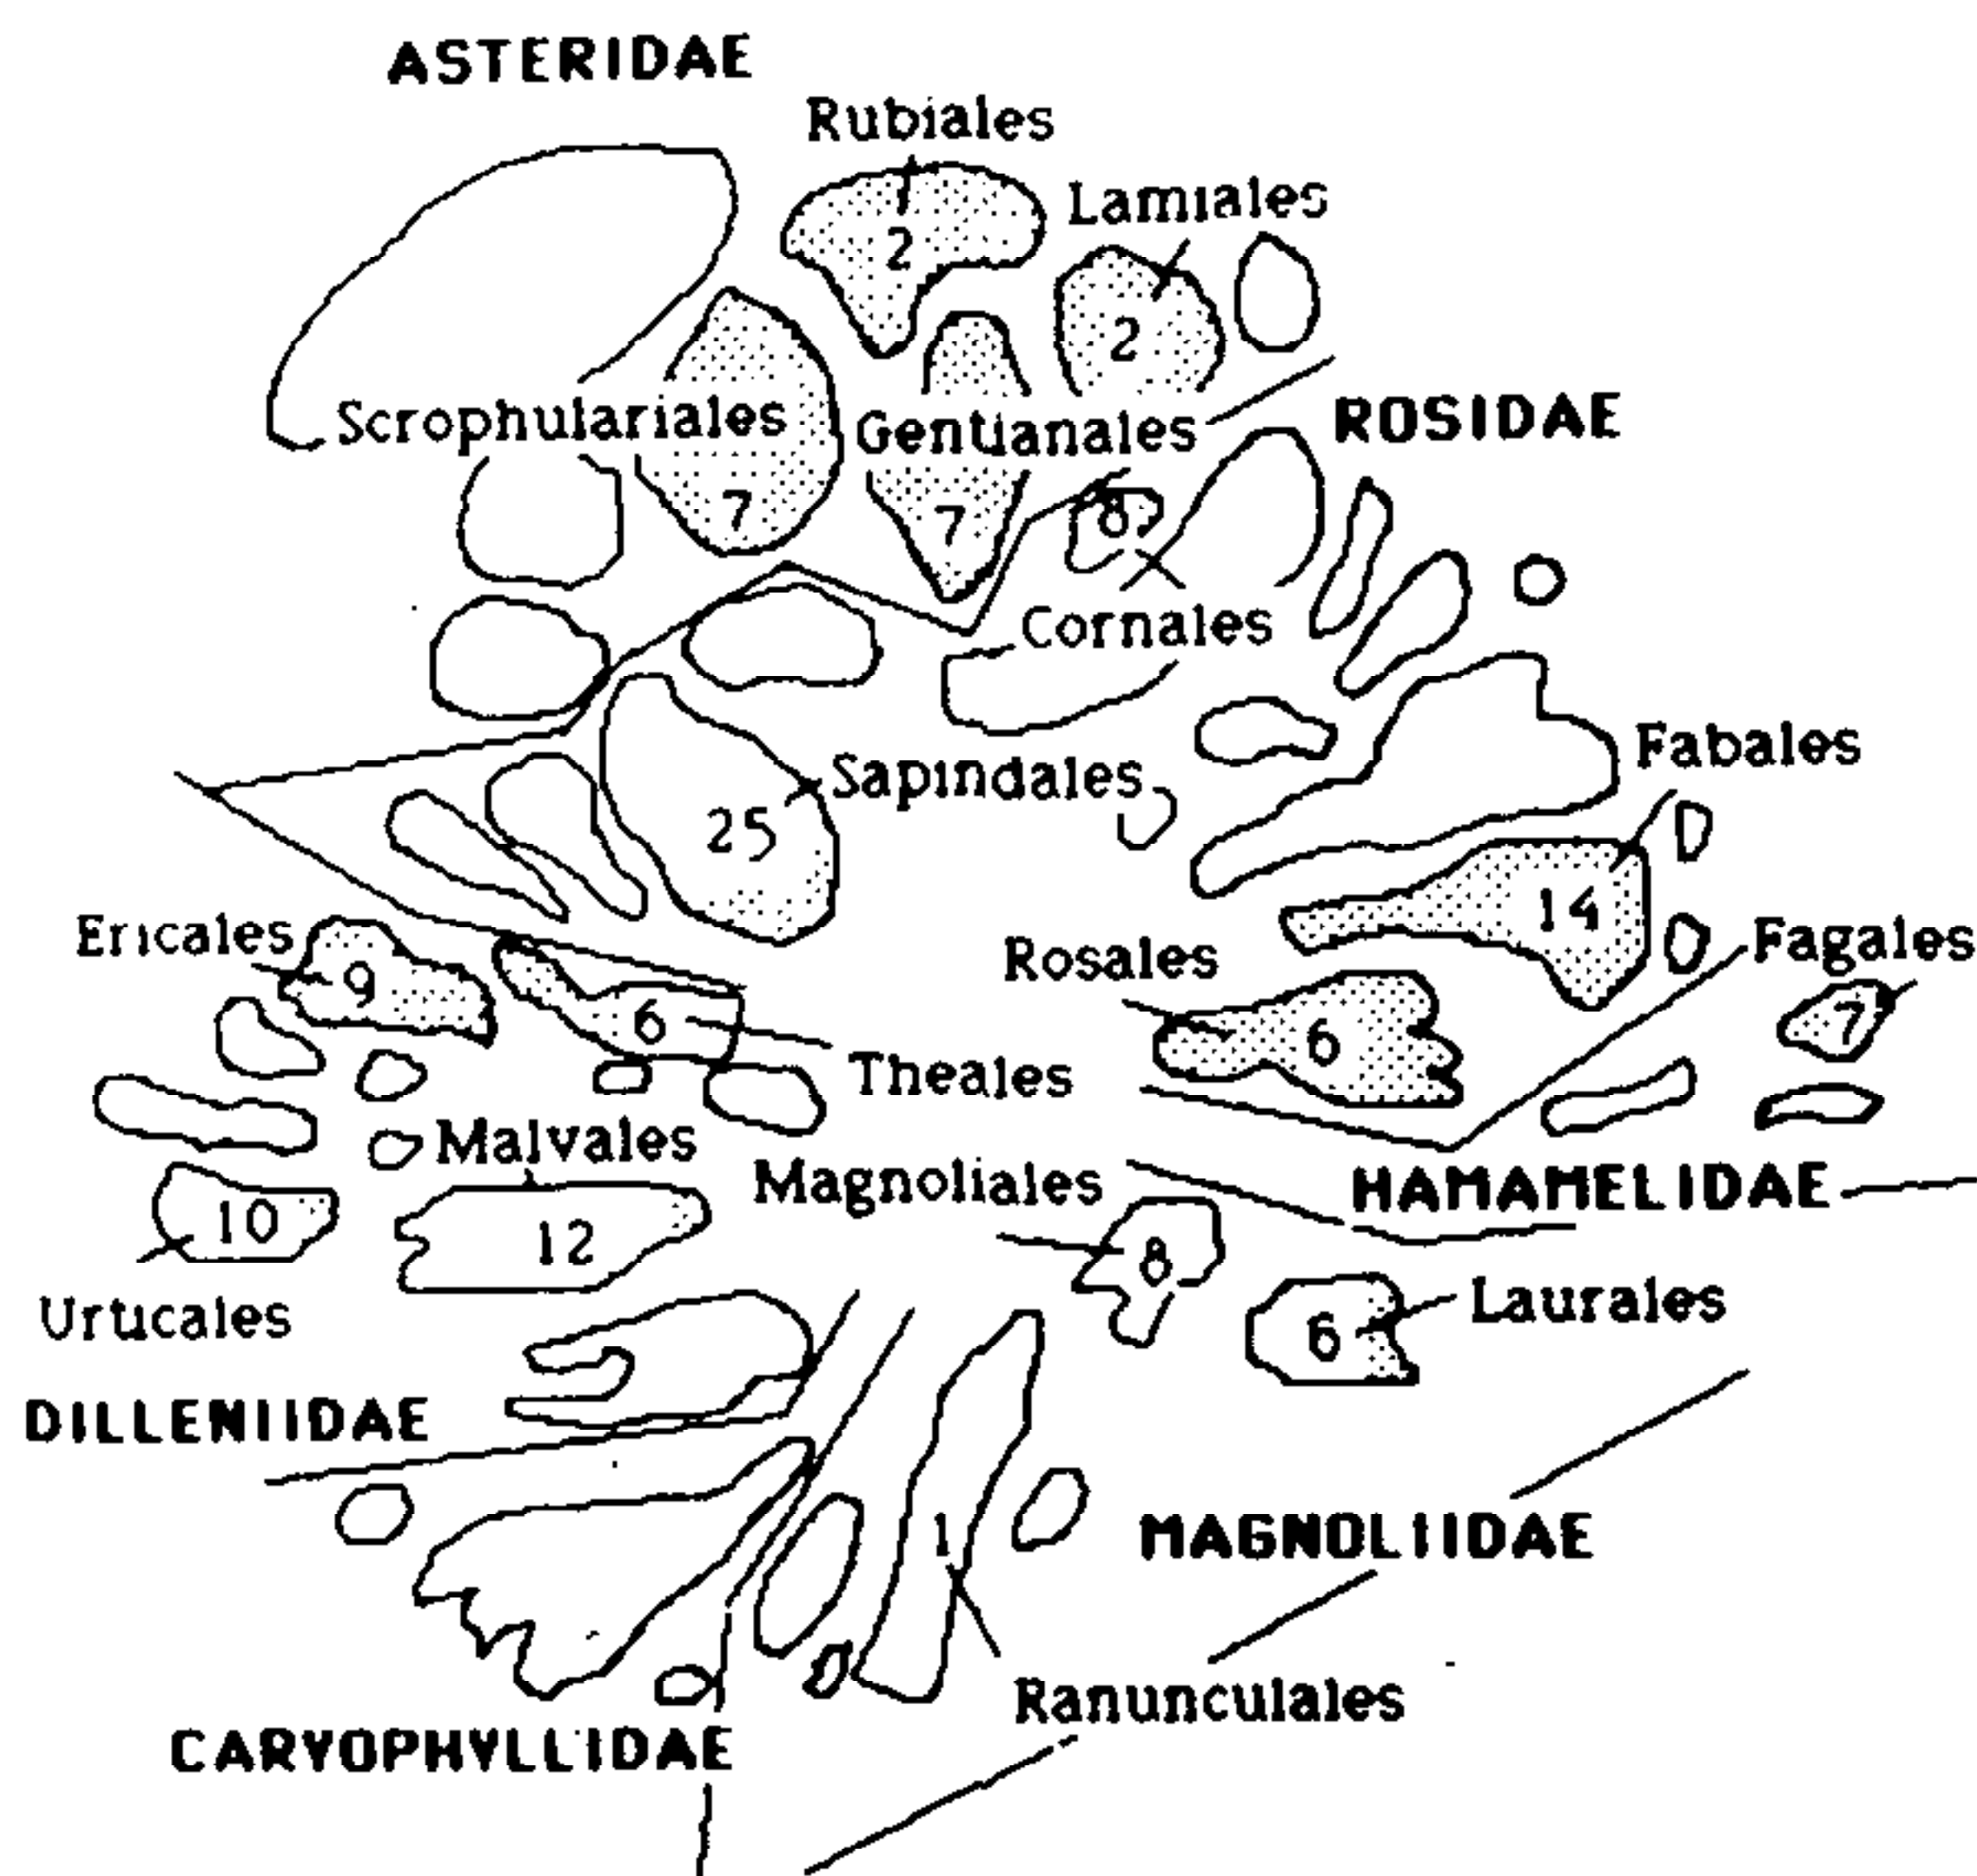 ASTERIDAE
Rubiales
Lamiales
2
2
Scrophulariales
Gentianales
ROSIDAE
7
7
8
Cornales
Fabales
Sapindales
25
14
Ericales
Rosales
Fagales
9
6
6
7
Theales
Malvales
Magnoliales
HAMAMELIDAE
10
12
8
Urticales
Laurales
6
DILLENIIDAE
1
MAGNOLIIDAE
Ranunculales
CARYOPHYLLIDAE